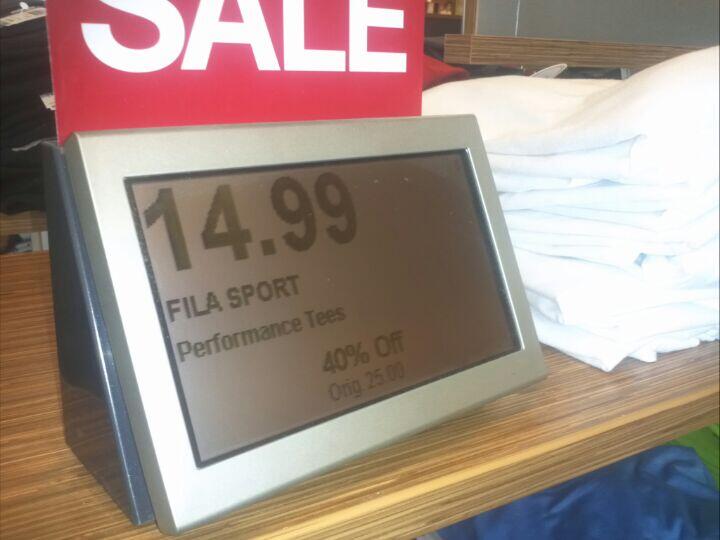 SALE
14.99
FILA SPORT
Performance Tees
40% Off
Orig.25.00